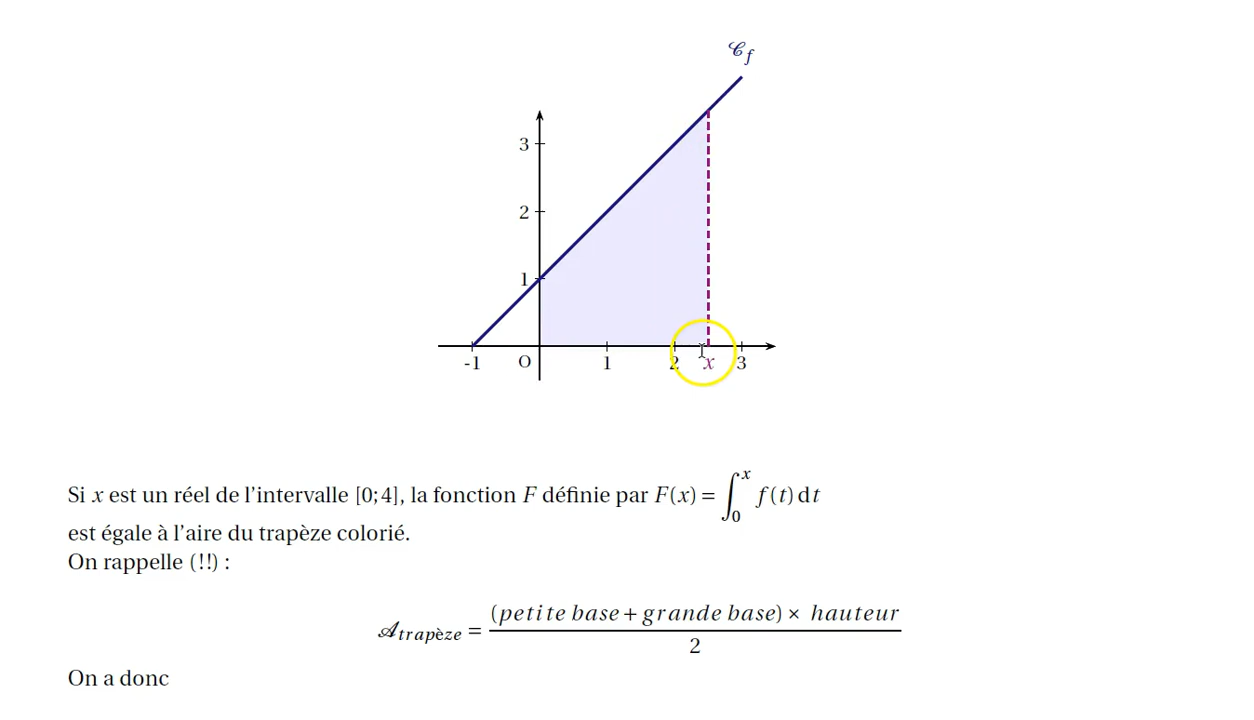 𝒞f
3
2
1
-1 O 1 2 x 3
Si x est un réel de l'intervalle [0;4], la fonction F définie par F(x) = ∫₀ˣ f(t) dt
est égale à l'aire du trapèze colorié.
On rappelle (!!) :
𝒜trapèze = (petite base + grande base) × hauteur
2
On a donc